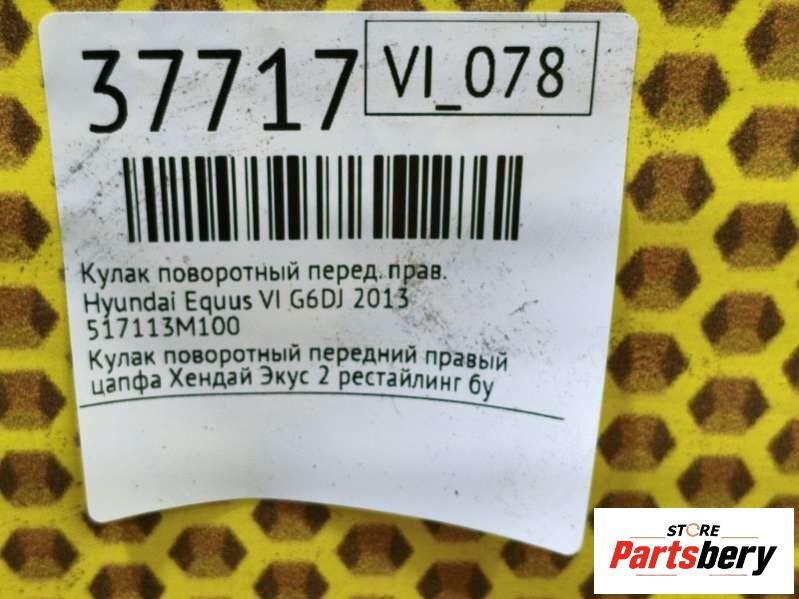 37717
VI_078
Кулак поворотный перед. прав.
Hyundai Equus VI G6DJ 2013
517113M100
Кулак поворотный передний правый
цапфа Хендай Экус 2 рестайлинг бу
STORE
Partsbery